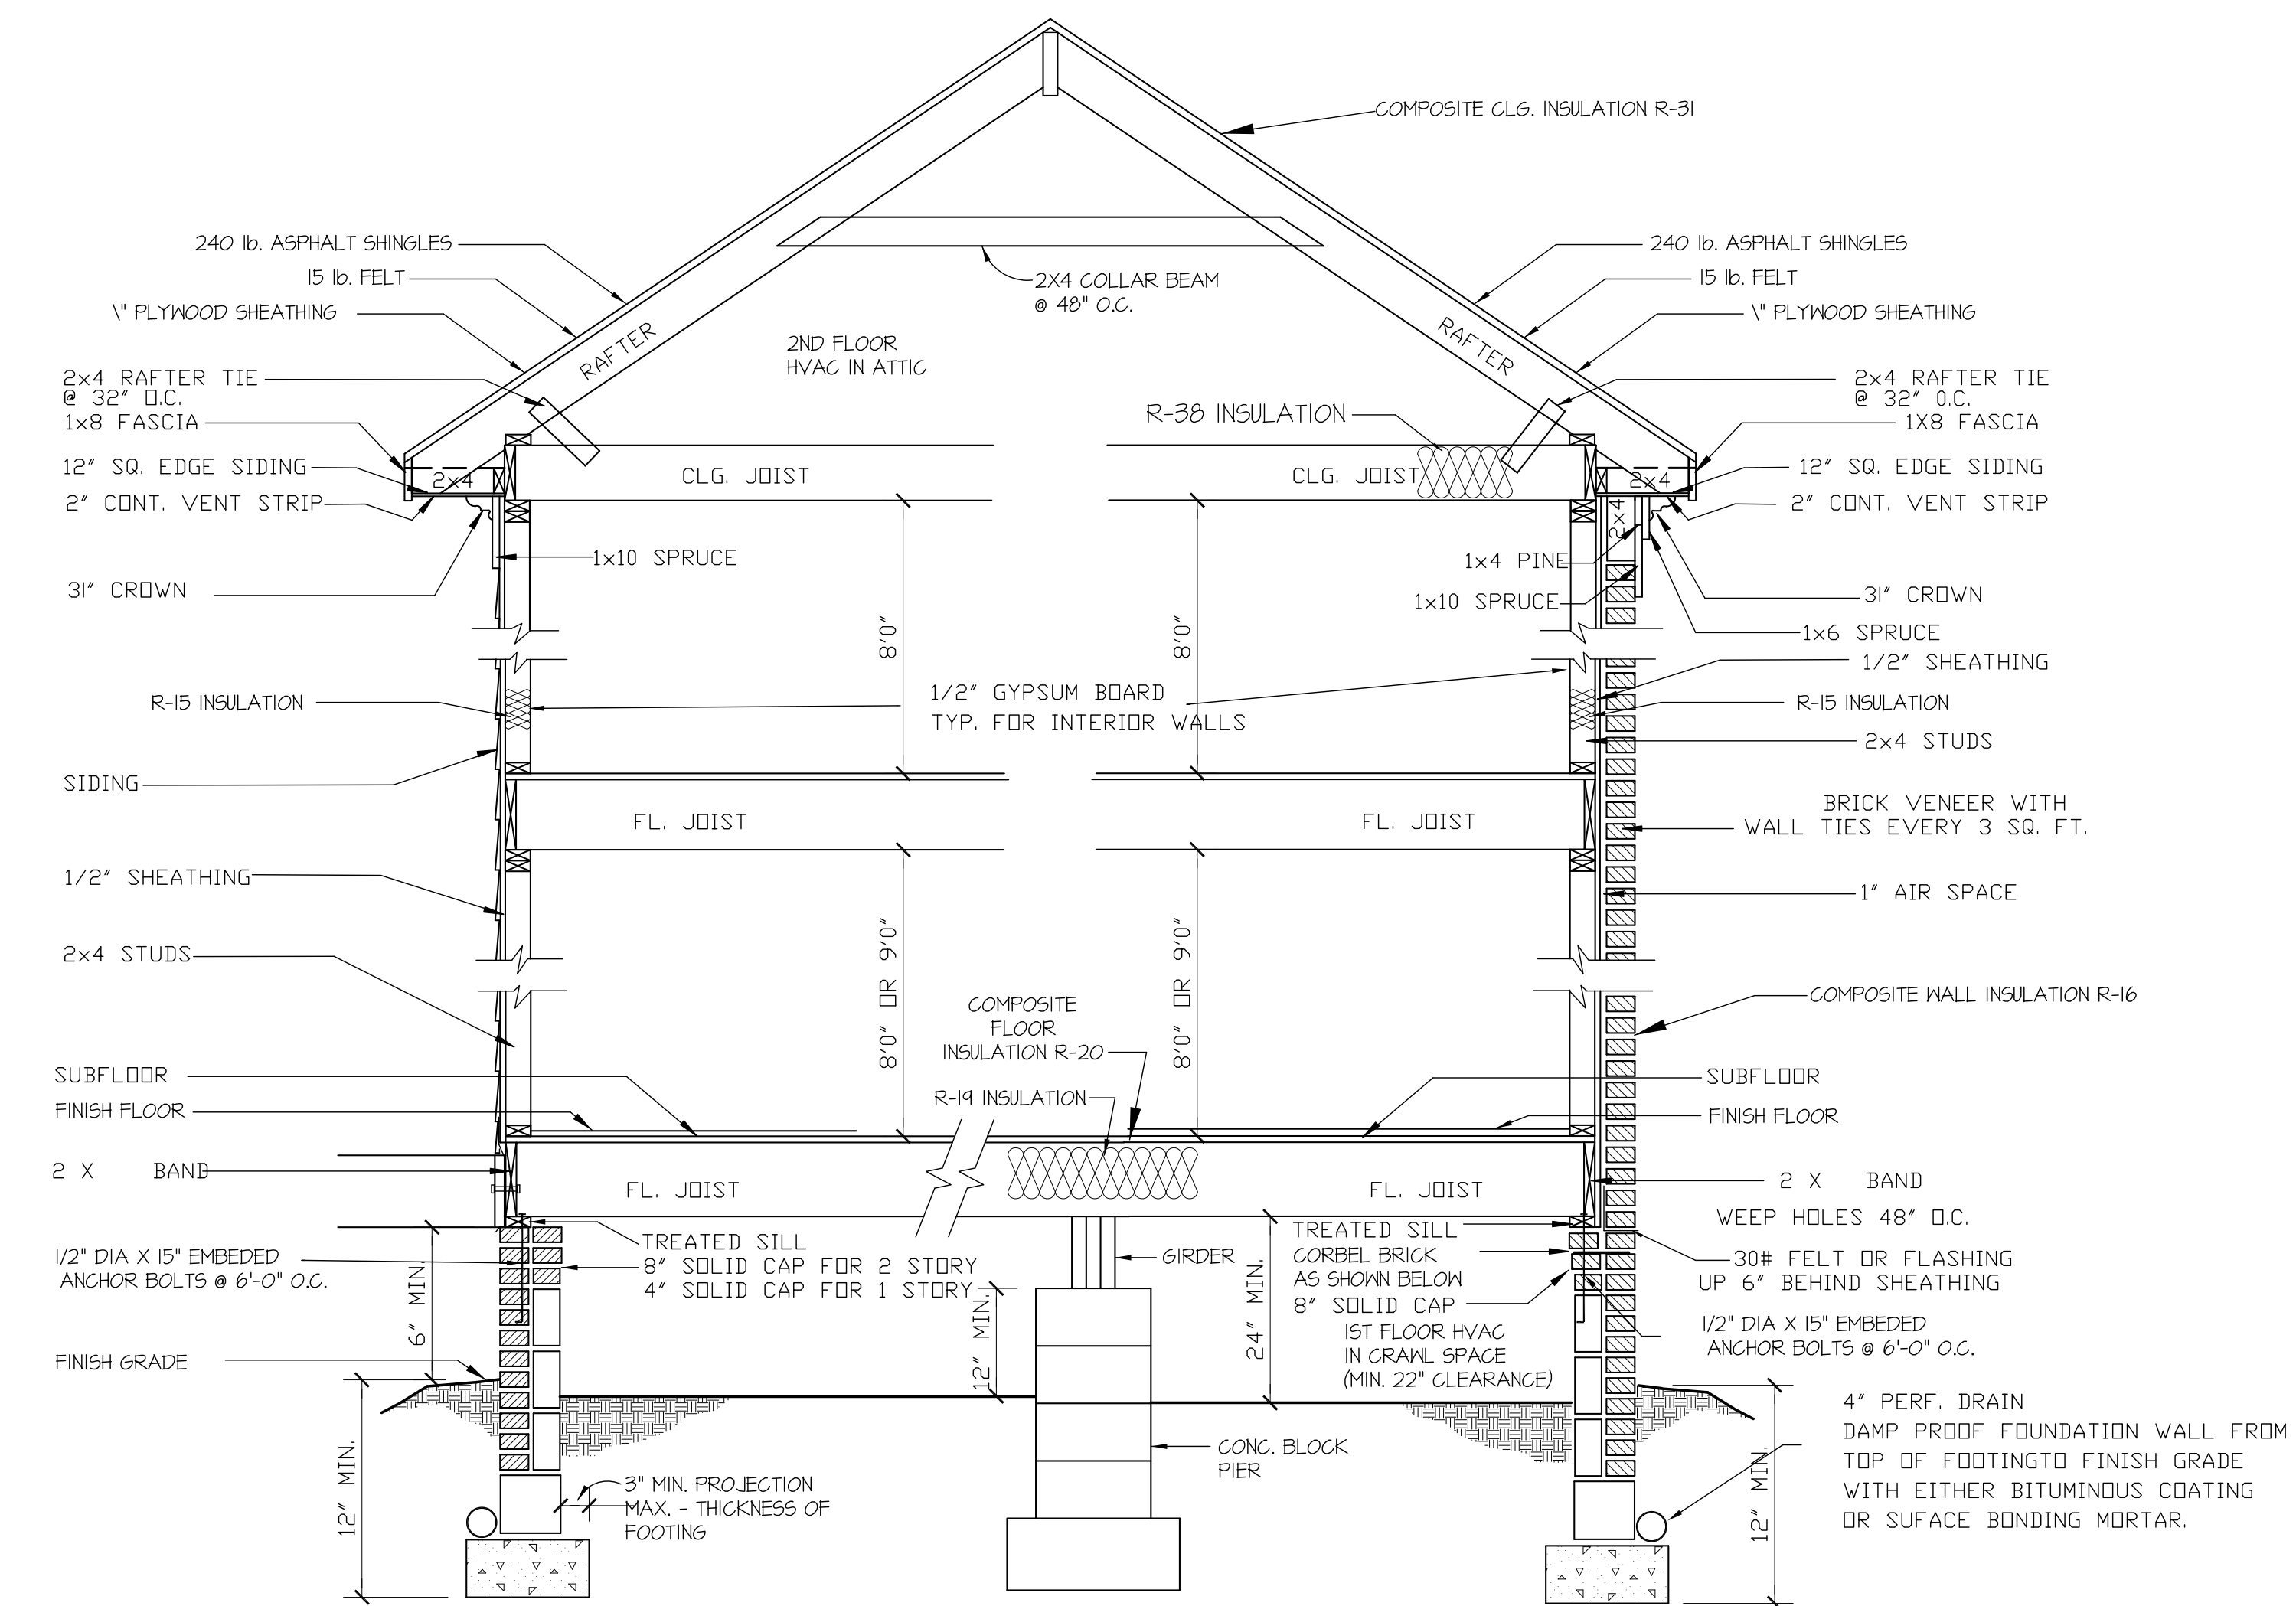 COMPOSITE CLG. INSULATION R-31
240 lb. ASPHALT SHINGLES
15 lb. FELT
\" PLYWOOD SHEATHING
2x4 RAFTER TIE
@ 32" O.C.
1x8 FASCIA
12" SQ. EDGE SIDING
2" CONT. VENT STRIP
31" CROWN
R-15 INSULATION
SIDING
1/2" SHEATHING
2x4 STUDS
SUBFLOOR
FINISH FLOOR
2 X BAND
1/2" DIA X 15" EMBEDED
ANCHOR BOLTS @ 6'-0" O.C.
FINISH GRADE
12" MIN.
6" MIN.
RAFTER
2X4 COLLAR BEAM
@ 48" O.C.
2ND FLOOR
HVAC IN ATTIC
R-38 INSULATION
RAFTER
2x4
CLG. JOIST
CLG. JOIST
2x4
2x4
1x10 SPRUCE
1x4 PINE
1x10 SPRUCE
8'0"
8'0"
1/2" GYPSUM BOARD
TYP. FOR INTERIOR WALLS
FL. JOIST
FL. JOIST
8'0" OR 9'0"
8'0" OR 9'0"
COMPOSITE
FLOOR
INSULATION R-20
R-19 INSULATION
FL. JOIST
FL. JOIST
TREATED SILL
8" SOLID CAP FOR 2 STORY
4" SOLID CAP FOR 1 STORY
12" MIN.
GIRDER
24" MIN.
TREATED SILL
CORBEL BRICK
AS SHOWN BELOW
8" SOLID CAP
1ST FLOOR HVAC
IN CRAWL SPACE
(MIN. 22" CLEARANCE)
CONC. BLOCK
PIER
3" MIN. PROJECTION
MAX. - THICKNESS OF
FOOTING
240 lb. ASPHALT SHINGLES
15 lb. FELT
\" PLYWOOD SHEATHING
2x4 RAFTER TIE
@ 32" O.C.
1X8 FASCIA
12" SQ. EDGE SIDING
2" CONT. VENT STRIP
31" CROWN
1x6 SPRUCE
1/2" SHEATHING
R-15 INSULATION
2x4 STUDS
BRICK VENEER WITH
WALL TIES EVERY 3 SQ. FT.
1" AIR SPACE
COMPOSITE WALL INSULATION R-16
SUBFLOOR
FINISH FLOOR
2 X BAND
WEEP HOLES 48" O.C.
30# FELT OR FLASHING
UP 6" BEHIND SHEATHING
1/2" DIA X 15" EMBEDED
ANCHOR BOLTS @ 6'-0" O.C.
12" MIN.
4" PERF. DRAIN
DAMP PROOF FOUNDATION WALL FROM
TOP OF FOOTINGTO FINISH GRADE
WITH EITHER BITUMINOUS COATING
OR SUFACE BONDING MORTAR.